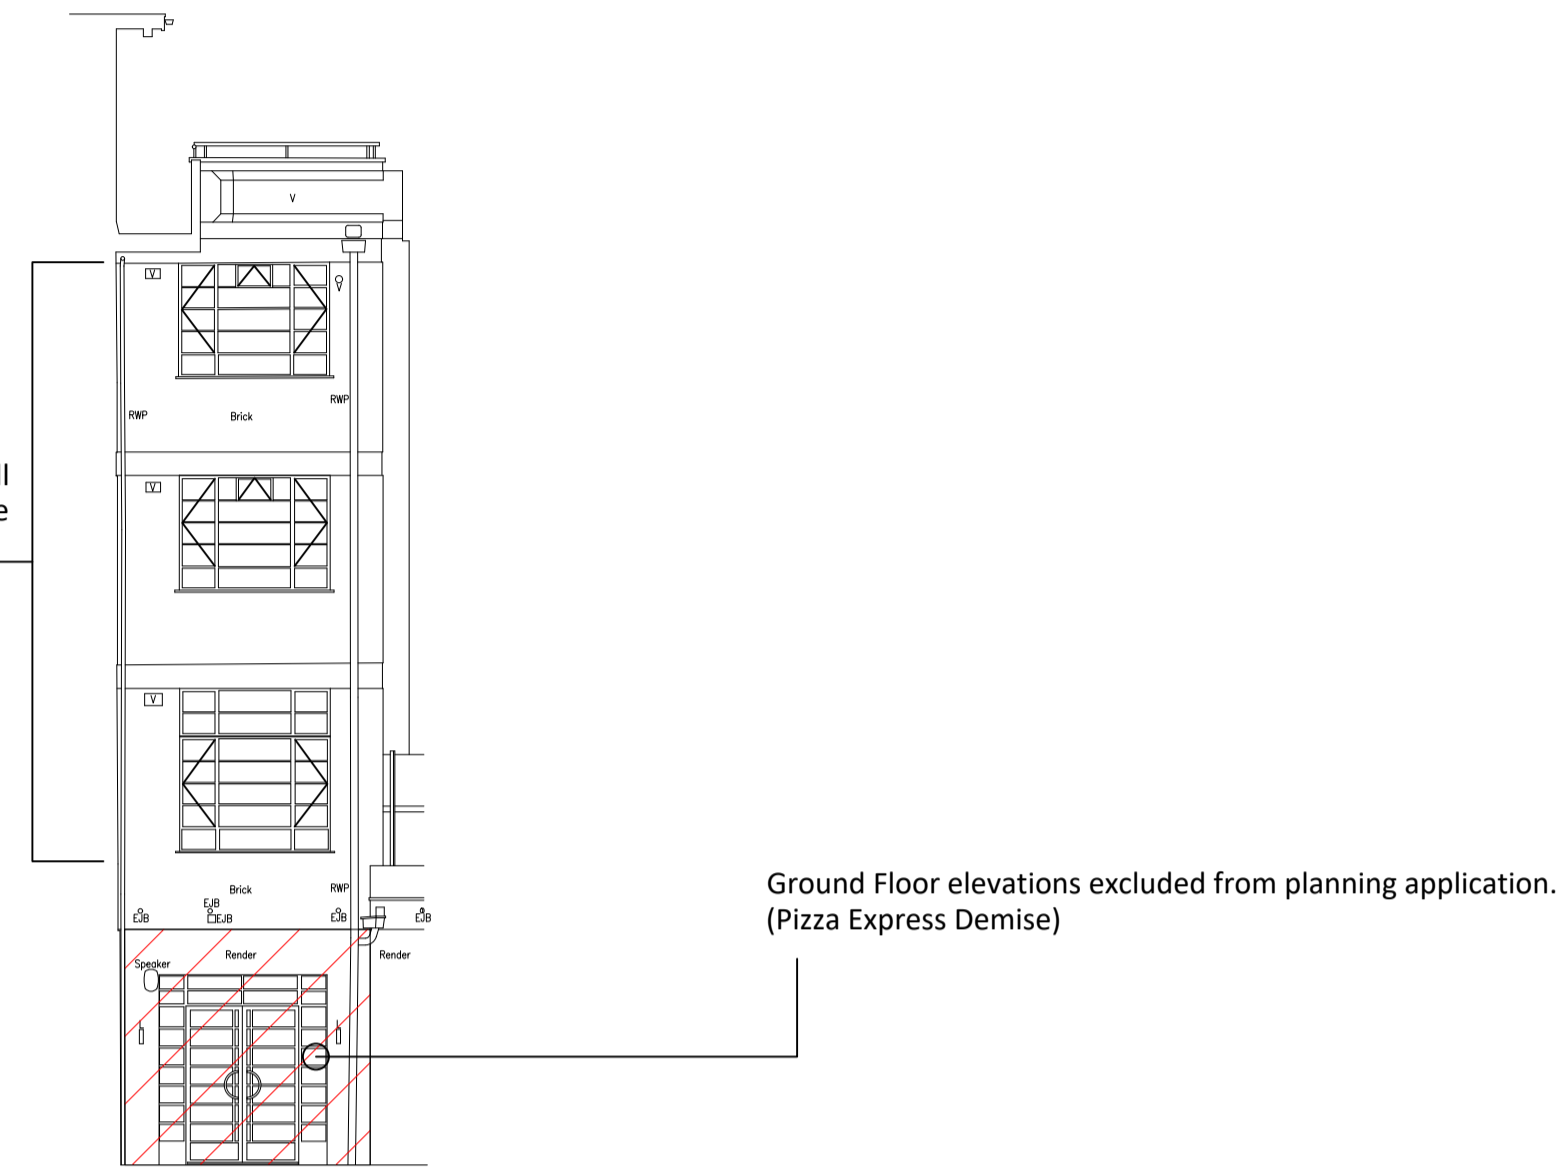 V
V
RWP
RWP
Brick
V
V
Brick
RWP
EJB
EJB
EJB
EJB
EJB
Render
Render
Speaker
Ground Floor elevations excluded from planning application.
(Pizza Express Demise)